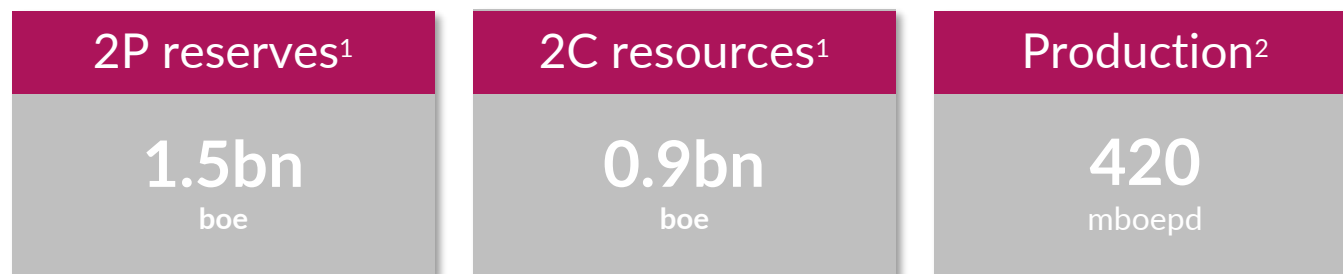 2P reserves¹
1.5bn
boe
2C resources¹
0.9bn
boe
Production²
420
mboepd